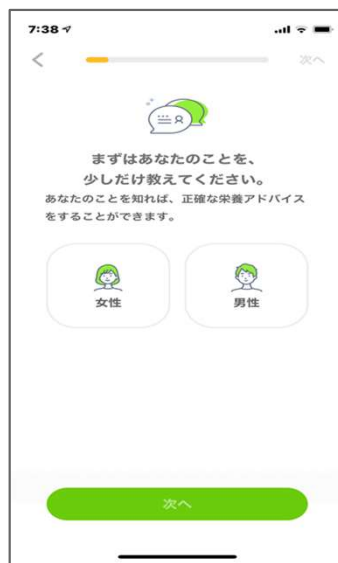 7:38
次へ
まずはあなたのことを、
少しだけ教えてください。
あなたのことを知れば、正確な栄養アドバイス
をすることができます。
女性
男性
次へ